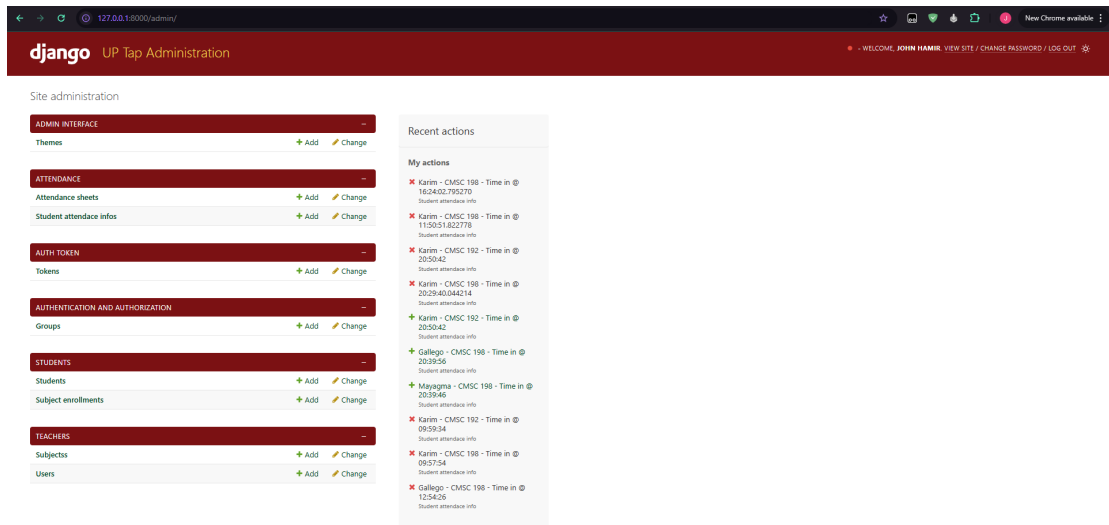 127.0.0.1:8000/admin/
New Chrome available
django UP Tap Administration
WELCOME, JOHN HAMIR. VIEW SITE / CHANGE PASSWORD / LOG OUT
Site administration
ADMIN INTERFACE
Themes + Add Change
ATTENDANCE
Attendance sheets + Add Change
Student attendace infos + Add Change
AUTH TOKEN
Tokens + Add Change
AUTHENTICATION AND AUTHORIZATION
Groups + Add Change
STUDENTS
Students + Add Change
Subject enrollments + Add Change
TEACHERS
Subjectss + Add Change
Users + Add Change
Recent actions
My actions
Karim - CMSC 198 - Time in @
16:24:02.795270
Student attendace info
Karim - CMSC 198 - Time in @
11:50:51.822778
Student attendace info
Karim - CMSC 192 - Time in @
20:50:42
Student attendace info
Karim - CMSC 198 - Time in @
20:29:40.044214
Student attendace info
Karim - CMSC 192 - Time in @
20:50:42
Student attendace info
Gallego - CMSC 198 - Time in @
20:39:56
Student attendace info
Mayagma - CMSC 198 - Time in @
20:39:46
Student attendace info
Karim - CMSC 192 - Time in @
09:59:34
Student attendace info
Karim - CMSC 198 - Time in @
09:57:54
Student attendace info
Gallego - CMSC 198 - Time in @
12:54:26
Student attendace info